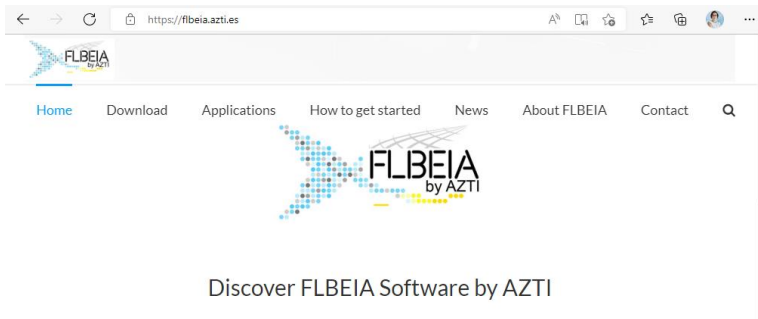 https://flbeia.azti.es
FLBEIA
by AZTI
Home Download Applications How to get started News About FLBEIA Contact
FLBEIA
by AZTI
Discover FLBEIA Software by AZTI